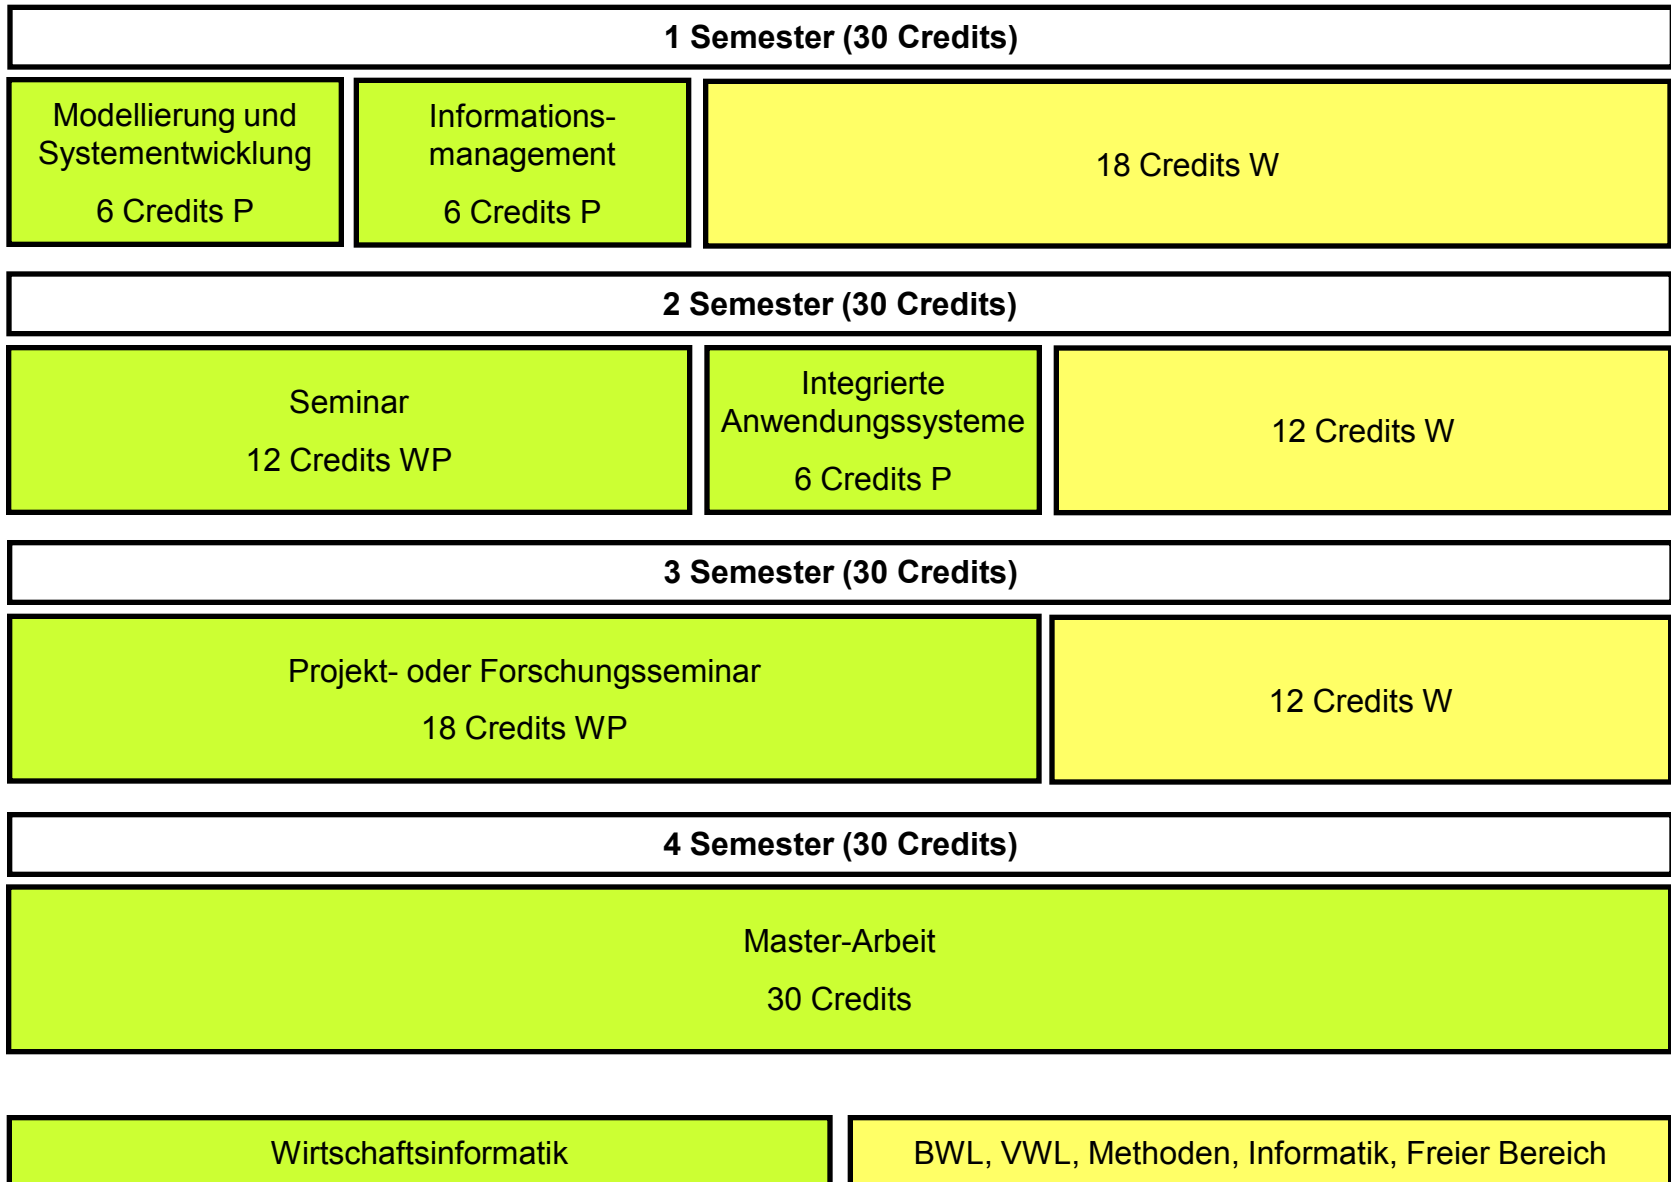 1 Semester (30 Credits)
Modellierung und
Systementwicklung
6 Credits P
Informations-
management
6 Credits P
18 Credits W
2 Semester (30 Credits)
Seminar
12 Credits WP
Integrierte
Anwendungssysteme
6 Credits P
12 Credits W
3 Semester (30 Credits)
Projekt- oder Forschungsseminar
18 Credits WP
12 Credits W
4 Semester (30 Credits)
Master-Arbeit
30 Credits
Wirtschaftsinformatik
BWL, VWL, Methoden, Informatik, Freier Bereich